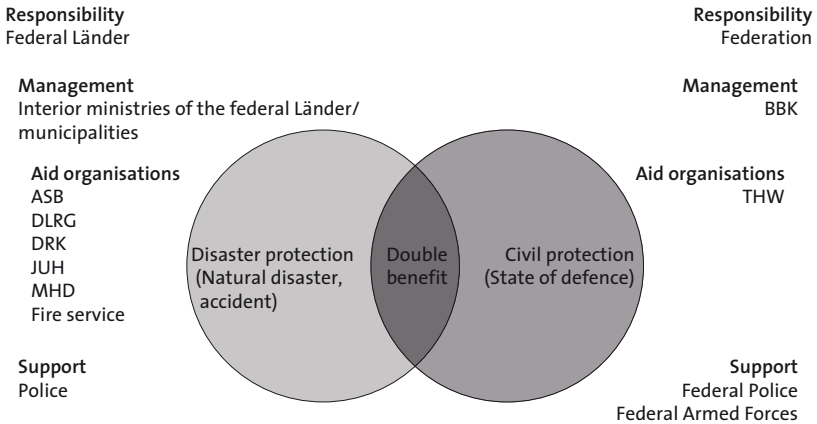 Responsibility
Federal Länder
Management
Interior ministries of the federal Länder/
municipalities
Aid organisations
ASB
DLRG
DRK
JUH
MHD
Fire service
Support
Police
Disaster protection
(Natural disaster,
accident)
Double
benefit
Civil protection
(State of defence)
Responsibility
Federation
Management
BBK
Aid organisations
THW
Support
Federal Police
Federal Armed Forces